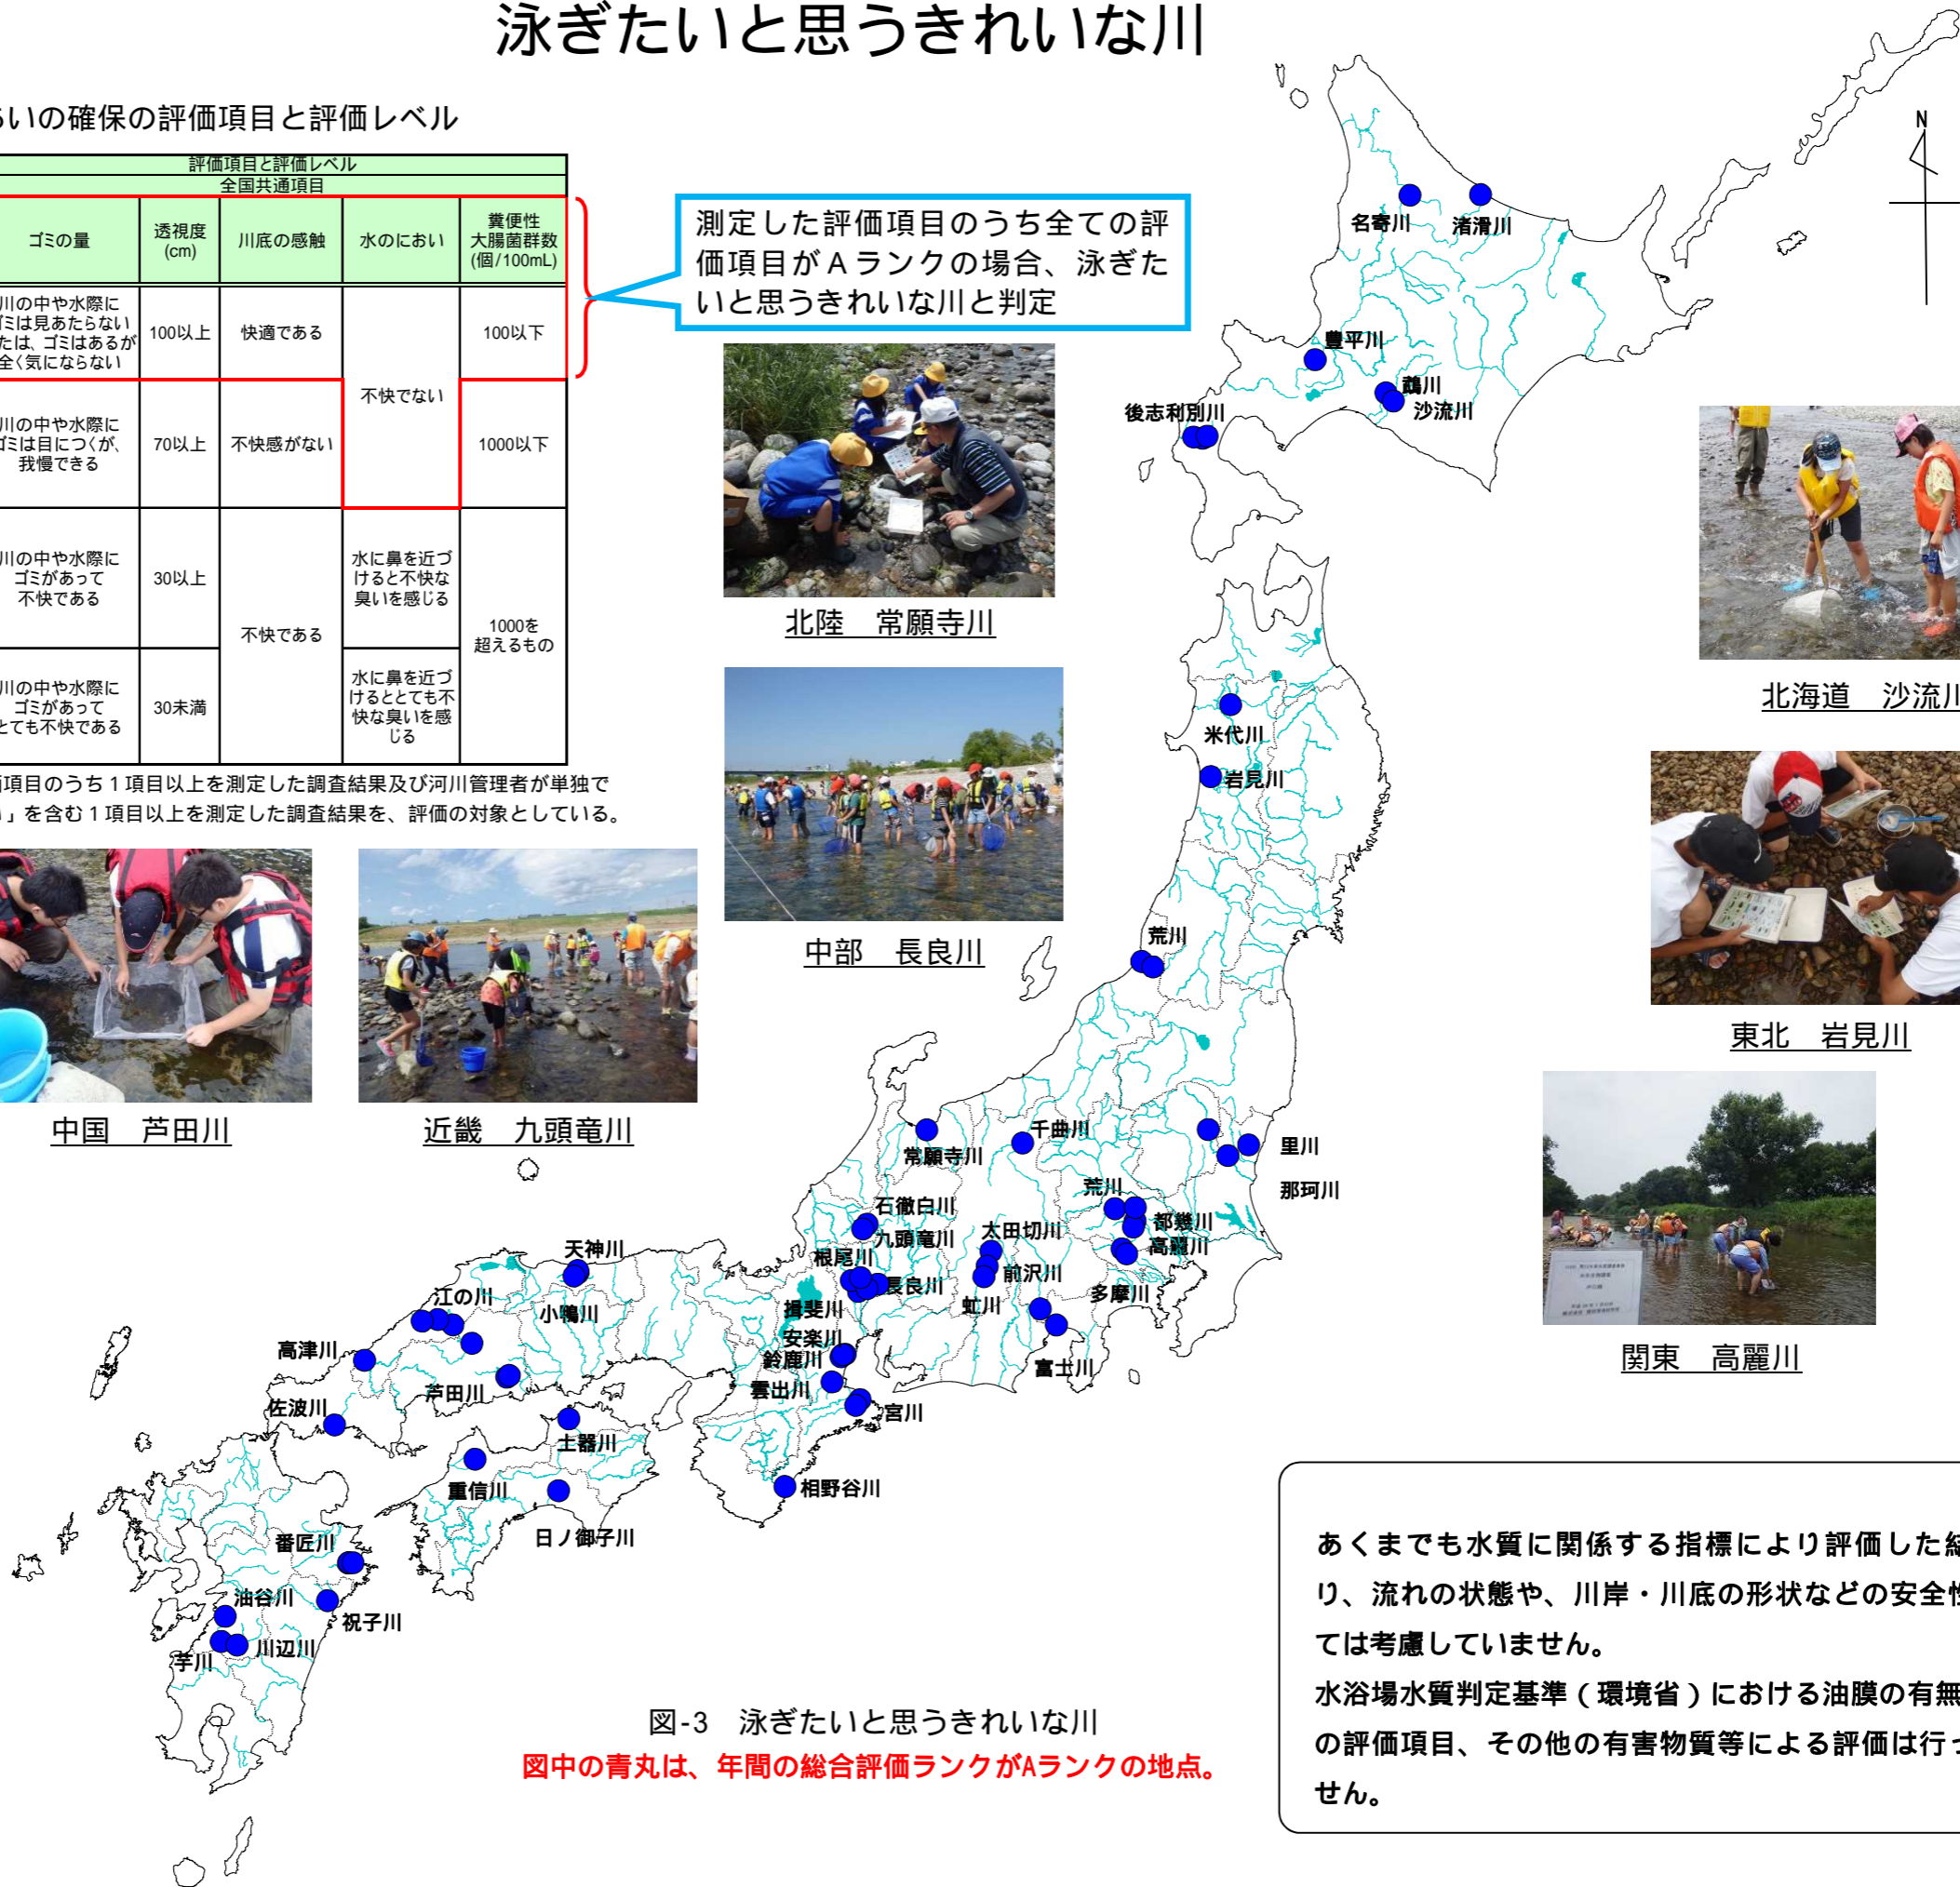 泳ぎたいと思うきれいな川
いの確保の評価項目と評価レベル
評価項目と評価レベル
全国共通項目
ゴミの量
透視度
(cm)
川底の感触
水のにおい
糞便性
大腸菌群数
(個/100mL)
川の中や水際に
ゴミは見あたらない
たは、ゴミはあるが
全く気にならない
100以上
快適である
不快でない
100以下
川の中や水際に
ゴミは目につくが、
我慢できる
70以上
不快感がない
1000以下
川の中や水際に
ゴミがあって
不快である
30以上
不快である
水に鼻を近づ
けると不快な
臭いを感じる
1000を
超えるもの
川の中や水際に
ゴミがあって
とても不快である
30未満
水に鼻を近づ
けるととても不
快な臭いを感
じる
項目のうち１項目以上を測定した調査結果及び河川管理者が単独で
」を含む１項目以上を測定した調査結果を、評価の対象としている。
測定した評価項目のうち全ての評
価項目がＡランクの場合、泳ぎた
いと思うきれいな川と判定
北陸　常願寺川
中部　長良川
中国　芦田川
近畿　九頭竜川
北海道　沙流川
東北　岩見川
関東　高麗川
N
名寄川
渚滑川
豊平川
鵡川
沙流川
後志利別川
米代川
岩見川
荒川
千曲川
常願寺川
里川
那珂川
荒川
都幾川
高麗川
多摩川
石徹白川
九頭竜川
太田切川
前沢川
虹川
根尾川
長良川
揖斐川
安楽川
鈴鹿川
雲出川
宮川
富士川
天神川
小鴨川
江の川
高津川
芦田川
佐波川
土器川
重信川
日ノ御子川
相野谷川
番匠川
油谷川
祝子川
川辺川
芋川
図-3　泳ぎたいと思うきれいな川
図中の青丸は、年間の総合評価ランクがAランクの地点。
あくまでも水質に関係する指標により評価した結
り、流れの状態や、川岸・川底の形状などの安全性
ては考慮していません。
水浴場水質判定基準（環境省）における油膜の有無
の評価項目、その他の有害物質等による評価は行っ
せん。